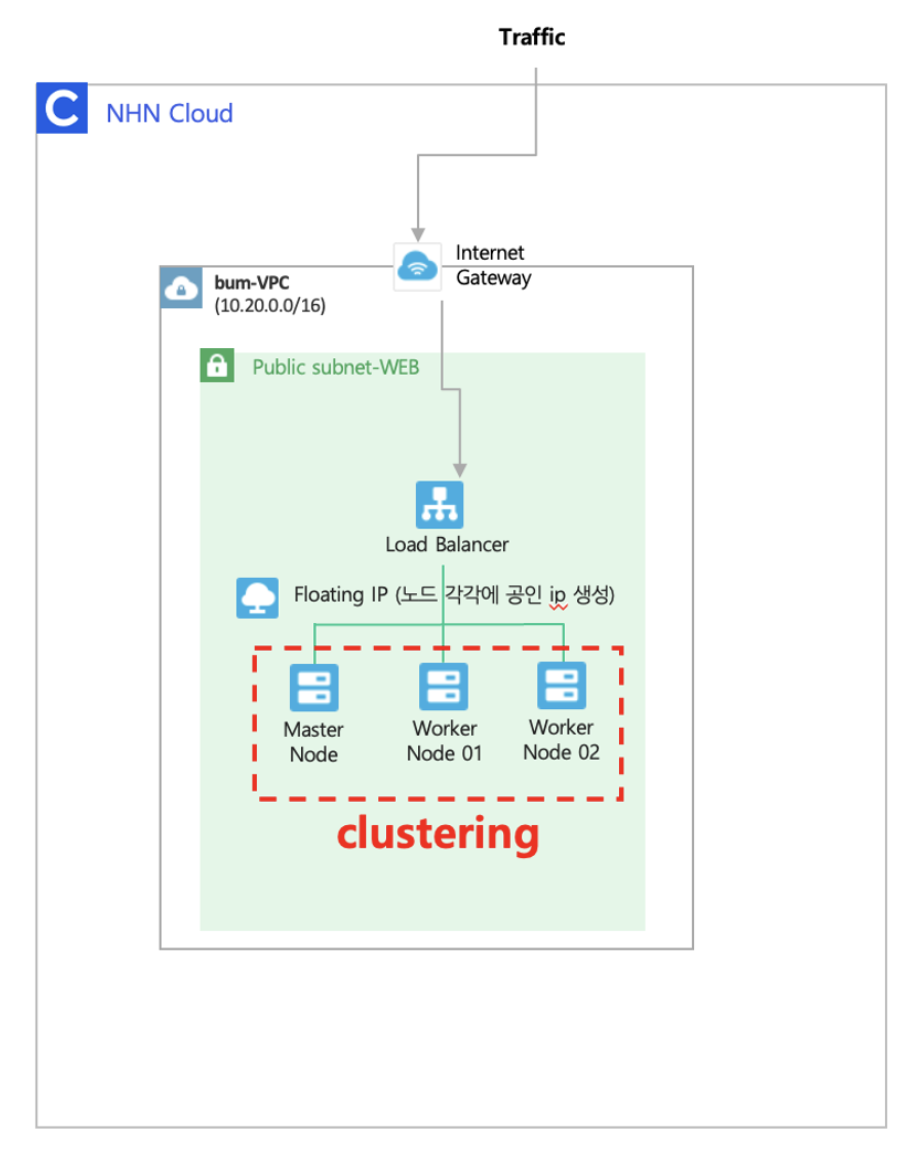 Traffic
C NHN Cloud
Internet
Gateway
bum-VPC
(10.20.0.0/16)
Public subnet-WEB
Load Balancer
Floating IP (노드 각각에 공인 ip 생성)
Master
Node
Worker
Node 01
Worker
Node 02
clustering